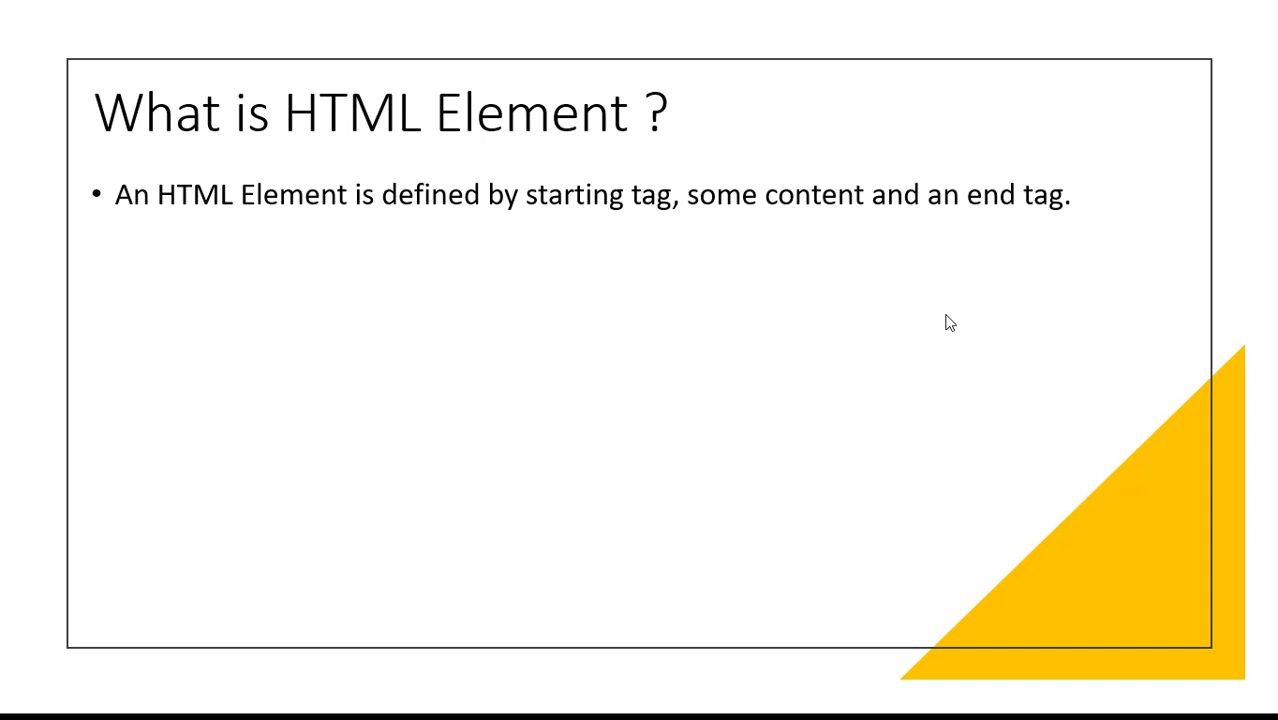 What is HTML Element ?
• An HTML Element is defined by starting tag, some content and an end tag.